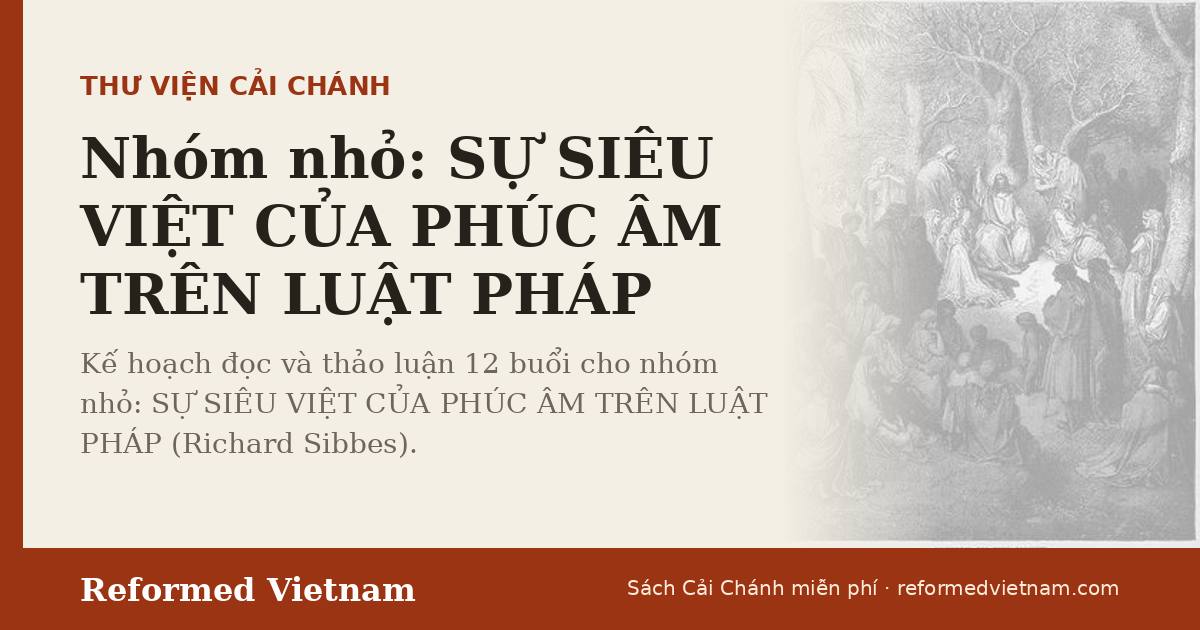 THƯ VIỆN CẢI CHÁNH
Nhóm nhỏ: SỰ SIÊU
VIỆT CỦA PHÚC ÂM
TRÊN LUẬT PHÁP
Kế hoạch đọc và thảo luận 12 buổi cho nhóm
nhỏ: SỰ SIÊU VIỆT CỦA PHÚC ÂM TRÊN LUẬT
PHÁP (Richard Sibbes).
Reformed Vietnam
Sách Cải Chánh miễn phí · reformedvietnam.com